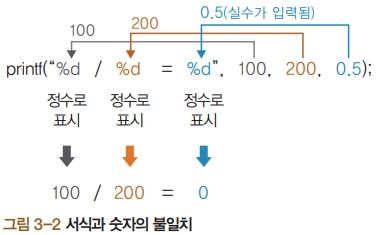 0.5(실수가 입력됨)
200
100
printf(“%d / %d = %d”, 100, 200, 0.5);
정수로 정수로 정수로
표시 표시 표시
100 / 200 = 0
그림 3-2 서식과 숫자의 불일치